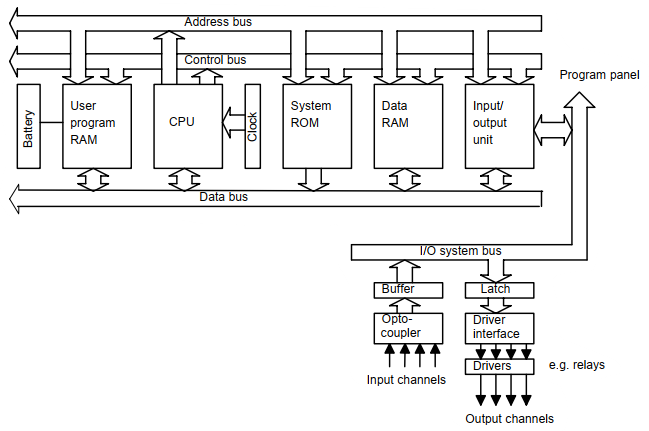 Address bus
Control bus
Program panel
Battery
User
program
RAM
CPU
Clock
System
ROM
Data
RAM
Input/
output
unit
Data bus
I/O system bus
Buffer
Latch
Opto-
coupler
Driver
interface
Drivers
e.g. relays
Input channels
Output channels